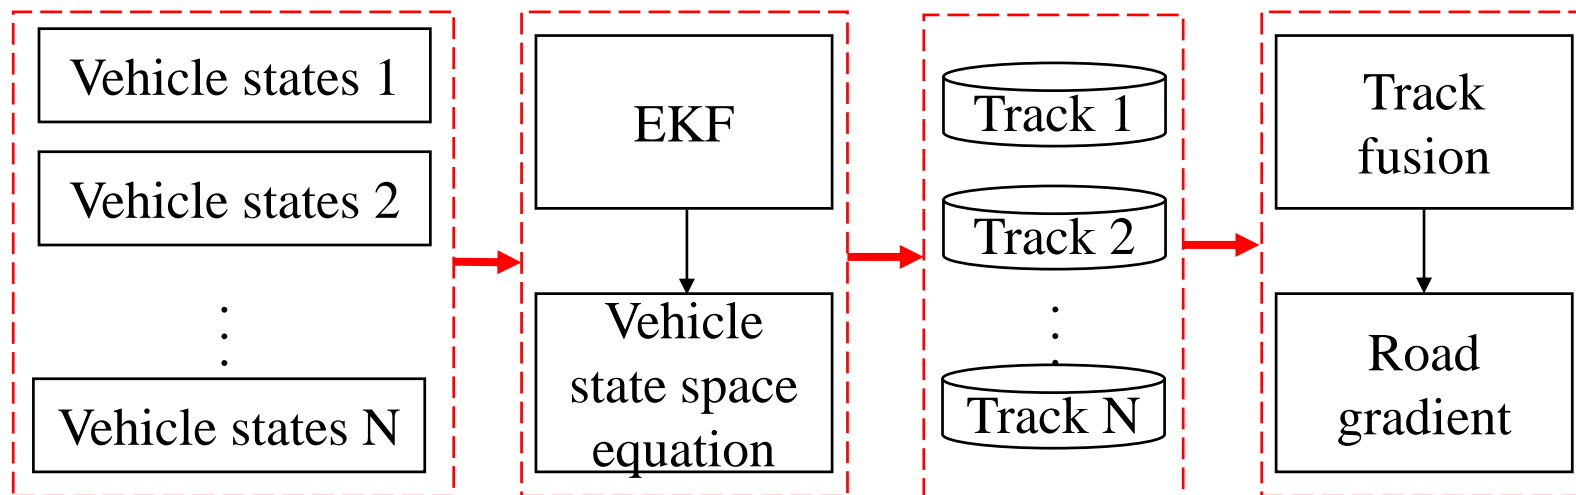 Vehicle states 1
Vehicle states 2
⋮
Vehicle states N
EKF
Vehicle
state space
equation
Track 1
Track 2
⋮
Track N
Track
fusion
Road
gradient